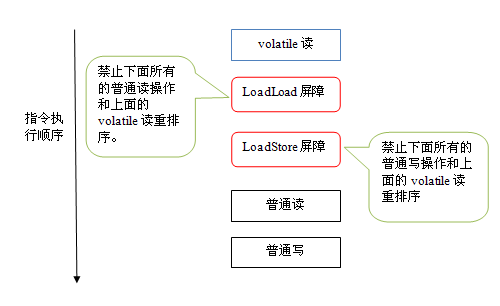 volatile 读
禁止下面所有
的普通读操作
和上面的
volatile 读重排
序。
LoadLoad 屏障
指令执
行顺序
LoadStore 屏障
禁止下面所有的
普通写操作和上
面的 volatile 读
重排序
普通读
普通写